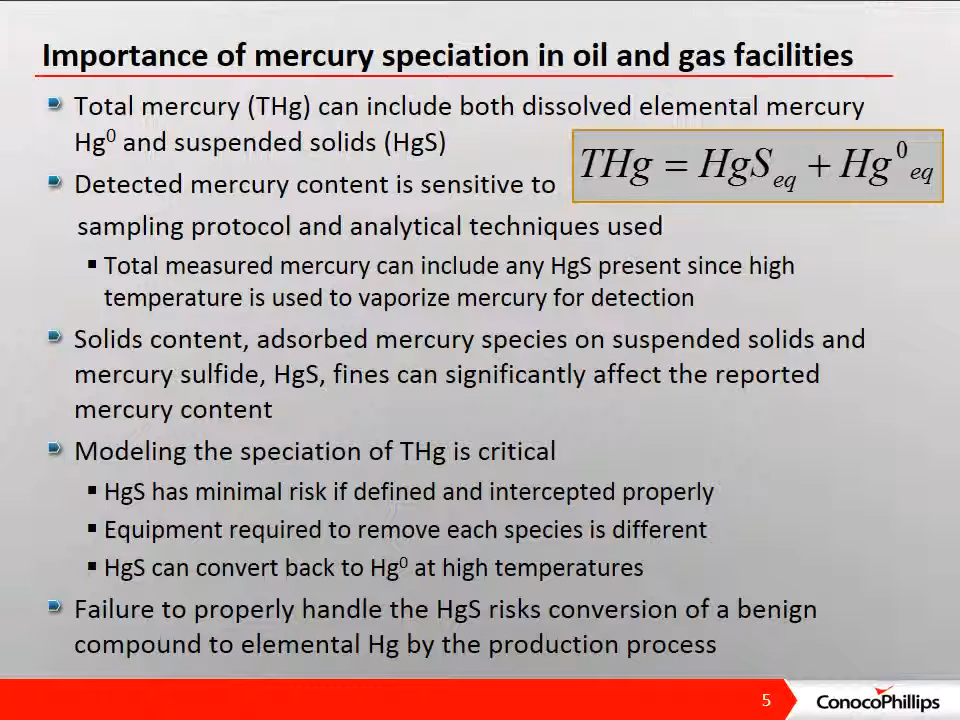 Importance of mercury speciation in oil and gas facilities
Total mercury (THg) can include both dissolved elemental mercury
Hg⁰ and suspended solids (HgS)
THg = HgS eq + Hg⁰ eq
Detected mercury content is sensitive to
sampling protocol and analytical techniques used
Total measured mercury can include any HgS present since high
temperature is used to vaporize mercury for detection
Solids content, adsorbed mercury species on suspended solids and
mercury sulfide, HgS, fines can significantly affect the reported
mercury content
Modeling the speciation of THg is critical
HgS has minimal risk if defined and intercepted properly
Equipment required to remove each species is different
HgS can convert back to Hg⁰ at high temperatures
Failure to properly handle the HgS risks conversion of a benign
compound to elemental Hg by the production process
5
ConocoPhillips